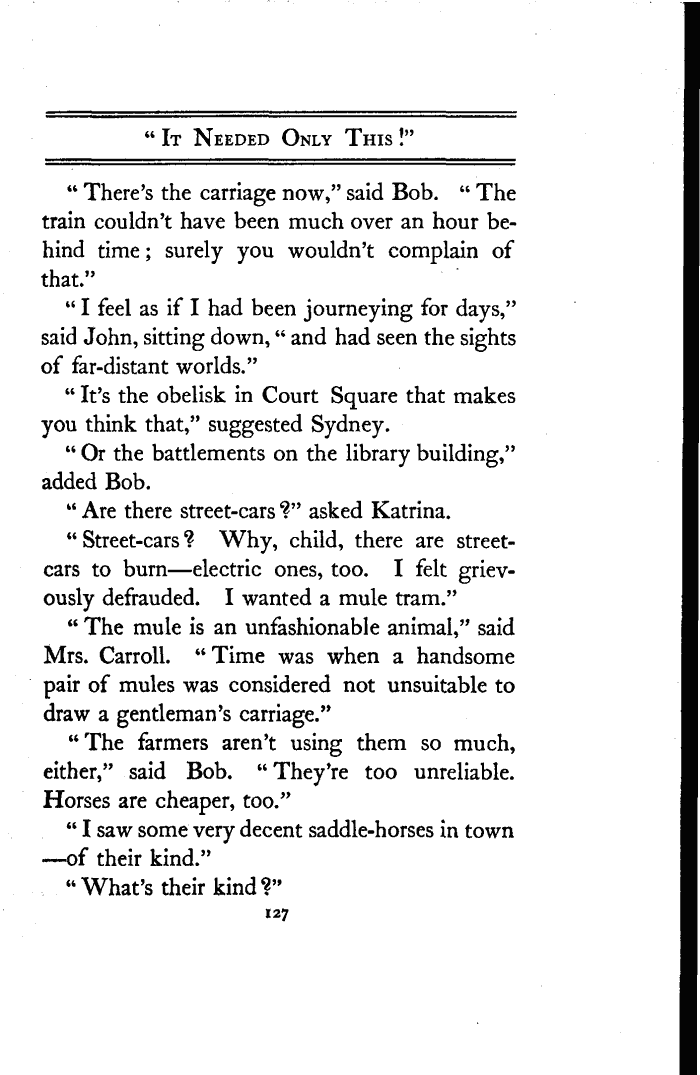 “ It Needed Only This !”
“ There’s the carriage now,” said Bob. “ The
train couldn’t have been much over an hour be-
hind time ; surely you wouldn’t complain of
that.”
“ I feel as if I had been journeying for days,”
said John, sitting down, “ and had seen the sights
of far-distant worlds.”
“ It’s the obelisk in Court Square that makes
you think that,” suggested Sydney.
“ Or the battlements on the library building,”
added Bob.
“ Are there street-cars ?” asked Katrina.
“ Street-cars ? Why, child, there are street-
cars to burn—electric ones, too. I felt griev-
ously defrauded. I wanted a mule tram.”
“ The mule is an unfashionable animal,” said
Mrs. Carroll. “ Time was when a handsome
pair of mules was considered not unsuitable to
draw a gentleman’s carriage.”
“ The farmers aren’t using them so much,
either,” said Bob. “ They’re too unreliable.
Horses are cheaper, too.”
“ I saw some very decent saddle-horses in town
—of their kind.”
“ What’s their kind ?”
127